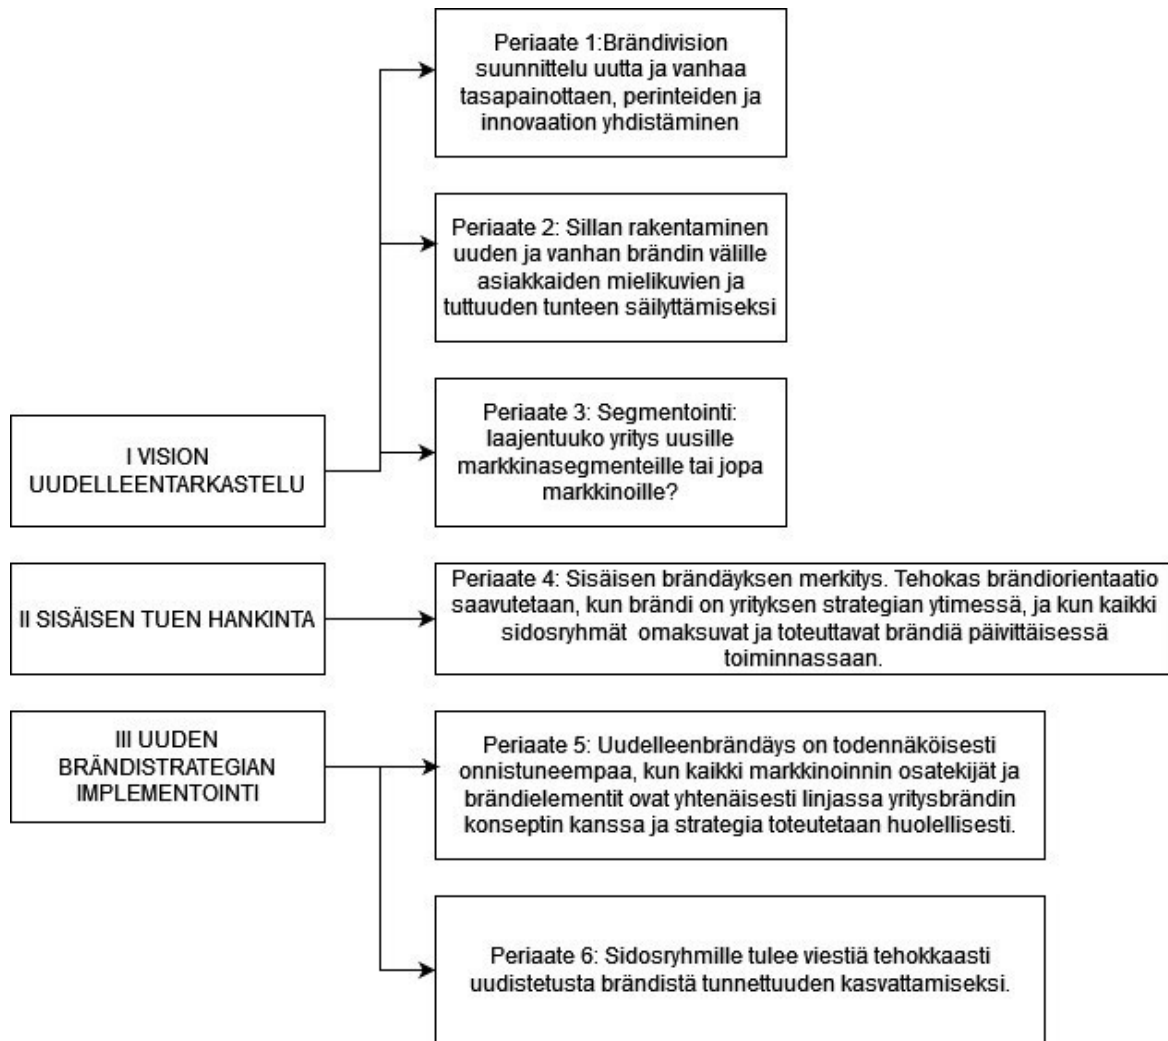 Periaate 1:Brändivision
suunnittelu uutta ja vanhaa
tasapainottaen, perinteiden ja
innovaation yhdistäminen
Periaate 2: Sillan rakentaminen
uuden ja vanhan brändin välille
asiakkaiden mielikuvien ja
tuttuuden tunteen säilyttämiseksi
I VISION
UUDELLEENTARKASTELU
Periaate 3: Segmentointi:
laajentuuko yritys uusille
markkinasegmenteille tai jopa
markkinoille?
II SISÄISEN TUEN HANKINTA
Periaate 4: Sisäisen brändäyksen merkitys. Tehokas brändiorientaatio
saavutetaan, kun brändi on yrityksen strategian ytimessä, ja kun kaikki
sidosryhmät omaksuvat ja toteuttavat brändiä päivittäisessä
toiminnassaan.
III UUDEN
BRÄNDISTRATEGIAN
IMPLEMENTOINTI
Periaate 5: Uudelleenbrändäys on todennäköisesti
onnistuneempaa, kun kaikki markkinoinnin osatekijät ja
brändielementit ovat yhtenäisesti linjassa yritysbrändin
konseptin kanssa ja strategia toteutetaan huolellisesti.
Periaate 6: Sidosryhmille tulee viestiä tehokkaasti
uudistetusta brändistä tunnettuuden kasvattamiseksi.